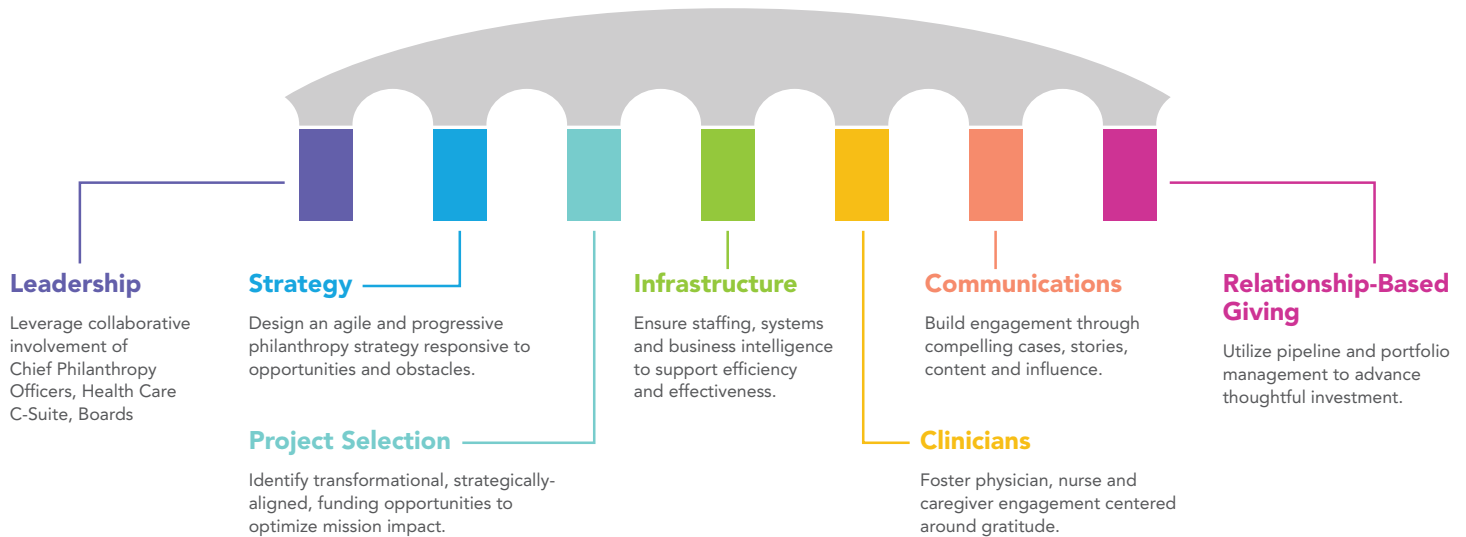 Leadership
Leverage collaborative
involvement of
Chief Philanthropy
Officers, Health Care
C-Suite, Boards
Strategy
Design an agile and progressive
philanthropy strategy responsive to
opportunities and obstacles.
Project Selection
Identify transformational, strategically-
aligned, funding opportunities to
optimize mission impact.
Infrastructure
Ensure staffing, systems
and business intelligence
to support efficiency
and effectiveness.
Communications
Build engagement through
compelling cases, stories,
content and influence.
Clinicians
Foster physician, nurse and
caregiver engagement centered
around gratitude.
Relationship-Based
Giving
Utilize pipeline and portfolio
management to advance
thoughtful investment.